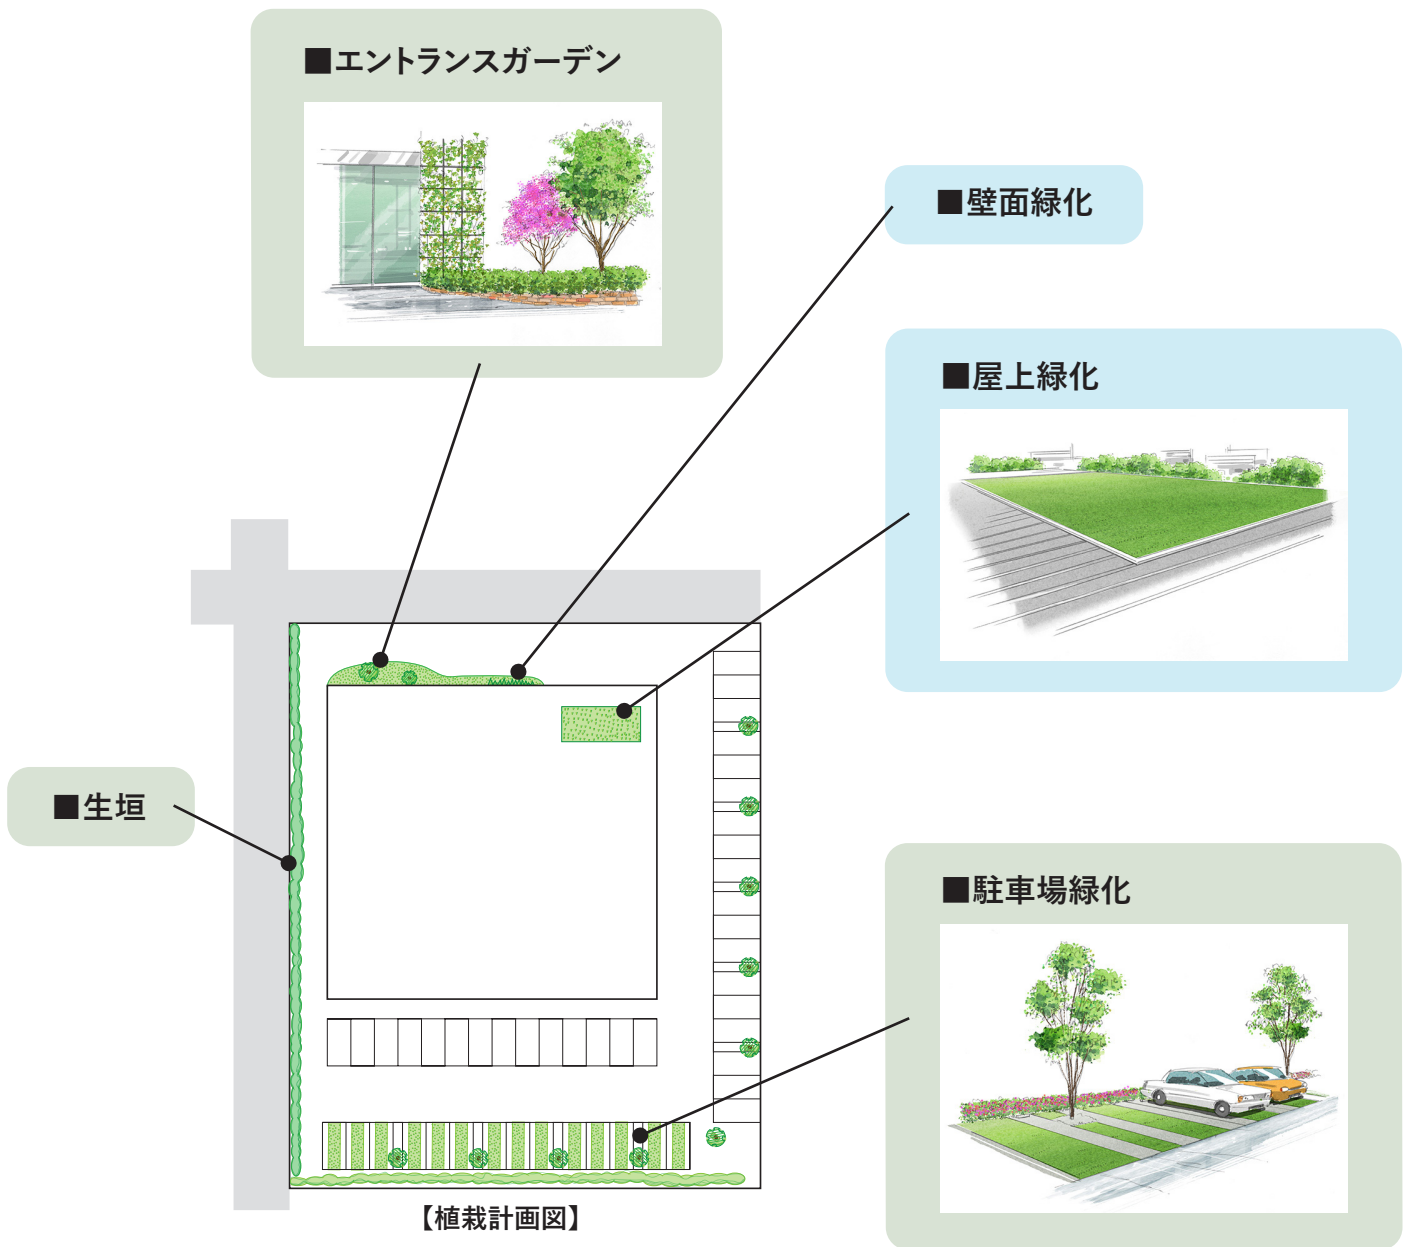 ■エントランスガーデン
■壁面緑化
■屋上緑化
■生垣
■駐車場緑化
【植栽計画図】